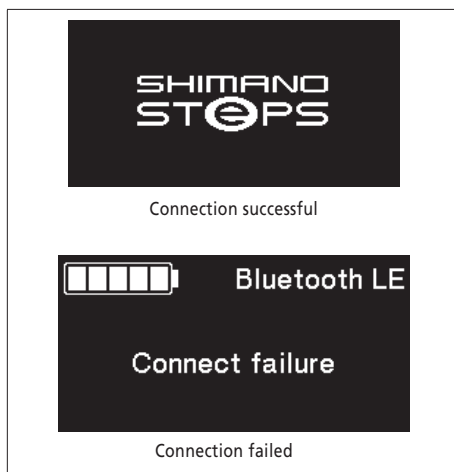 SHIMANO
STePS
Connection successful
Bluetooth LE
Connect failure
Connection failed